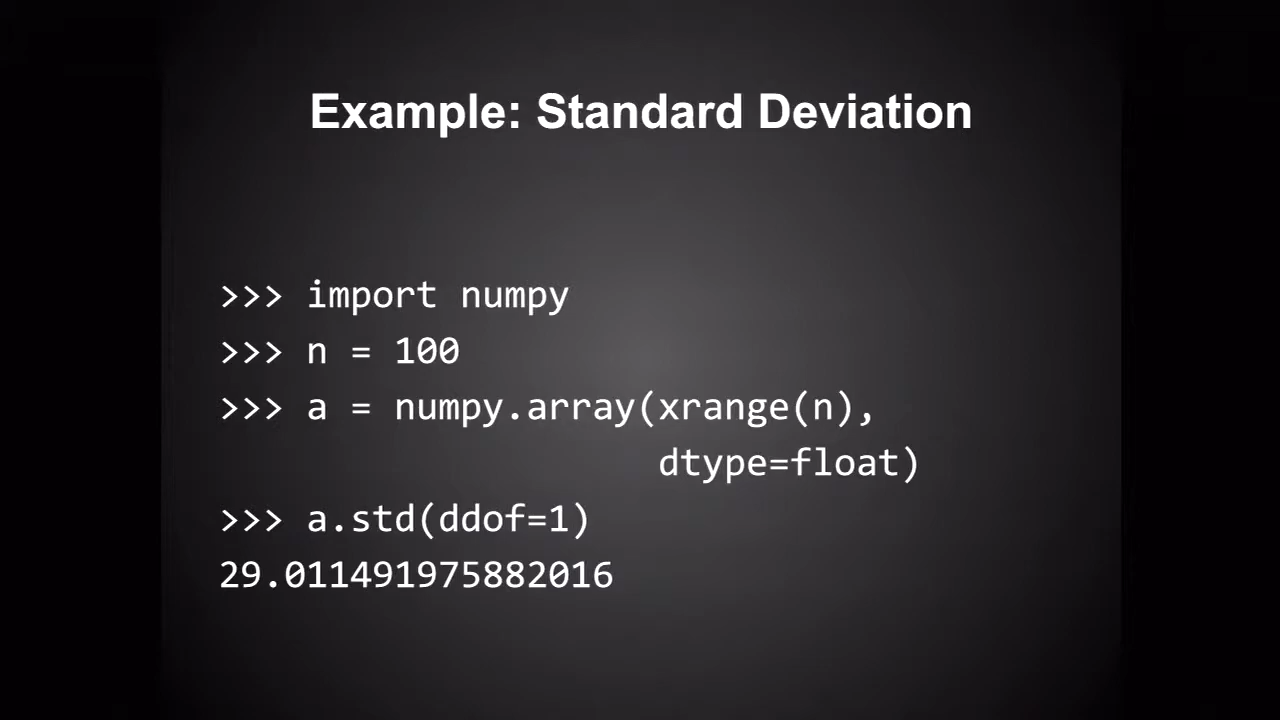 Example: Standard Deviation
>>> import numpy
>>> n = 100
>>> a = numpy.array(xrange(n),
dtype=float)
>>> a.std(ddof=1)
29.011491975882016